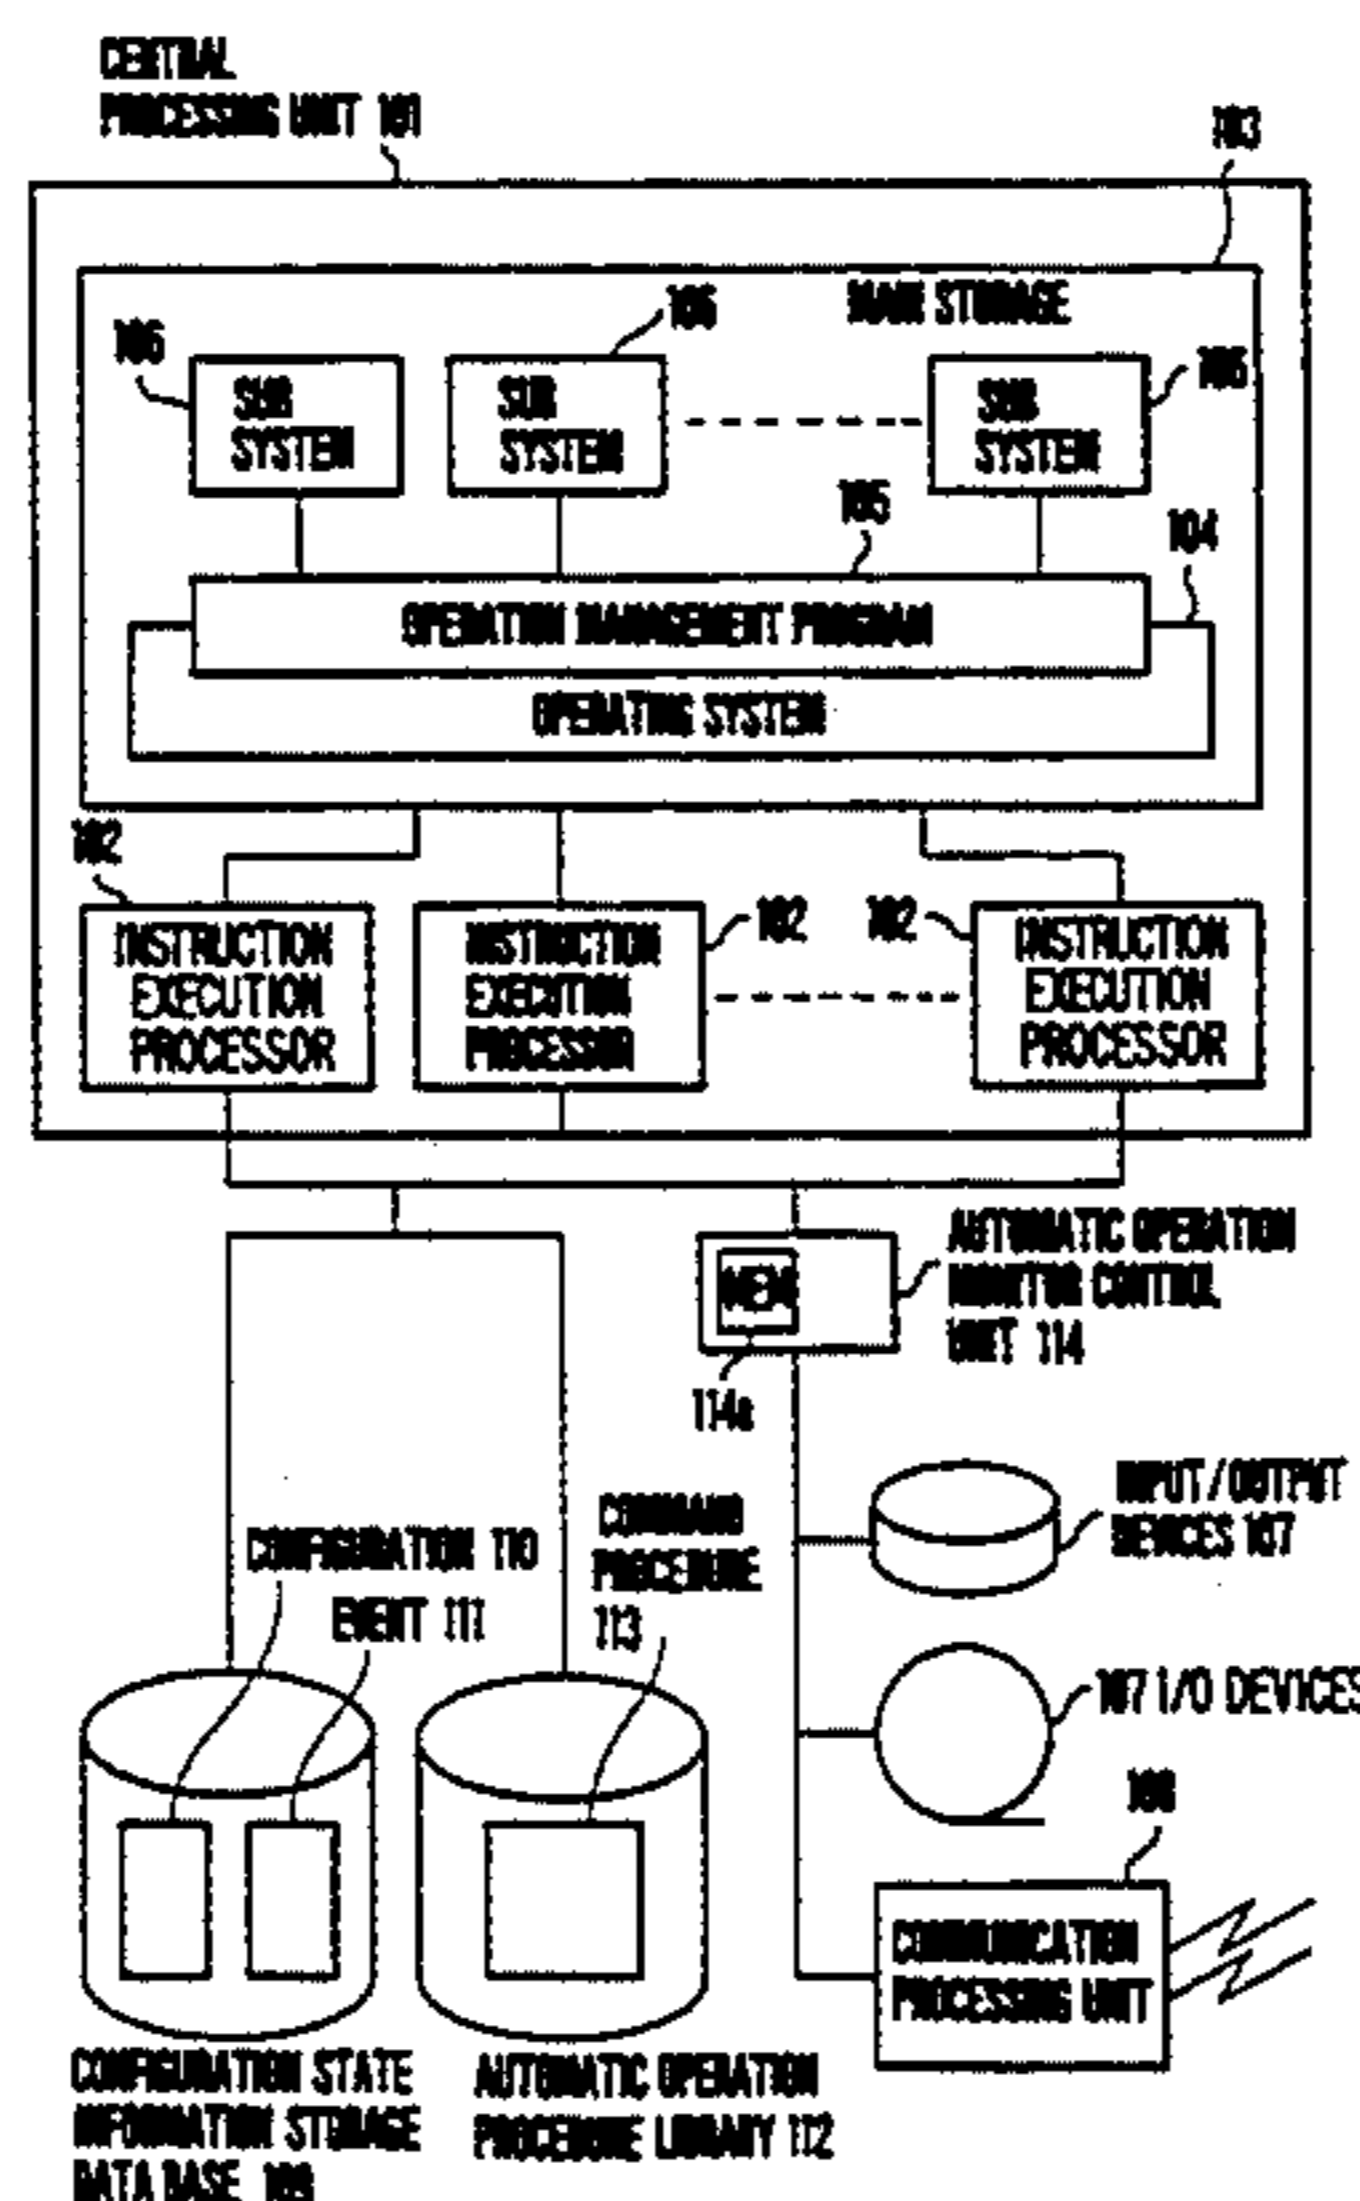 CENTRAL
PROCESSING UNIT 101
103
MAIN STORAGE
106
106
106
SUB
SYSTEM
SUB
SYSTEM
SUB
SYSTEM
105
104
OPERATION MANAGEMENT PROGRAM
OPERATING SYSTEM
102
102
102
INSTRUCTION
EXECUTION
PROCESSOR
INSTRUCTION
EXECUTION
PROCESSOR
INSTRUCTION
EXECUTION
PROCESSOR
AUTOMATIC OPERATION
MONITOR CONTROL
UNIT 114
MEM
114a
INPUT/OUTPUT
DEVICES 107
CONFIGURATION 110
EVENT 111
COMMAND
PROCEDURE
113
107 I/O DEVICES
108
COMMUNICATION
PROCESSING UNIT
CONFIGURATION STATE
INFORMATION STORAGE
DATA BASE 109
AUTOMATIC OPERATION
PROCEDURE LIBRARY 112